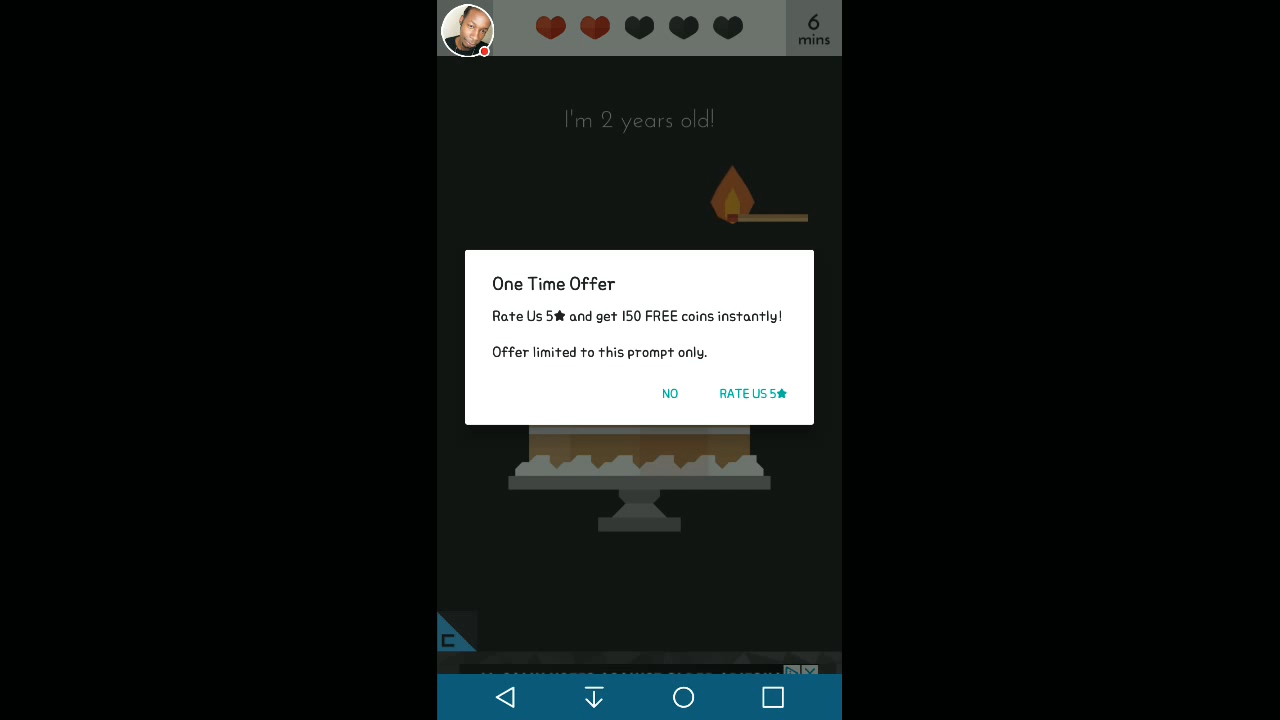 6
mins
I'm 2 years old!
One Time Offer
Rate Us 5★ and get 150 FREE coins instantly!
Offer limited to this prompt only.
NO
RATE US 5★